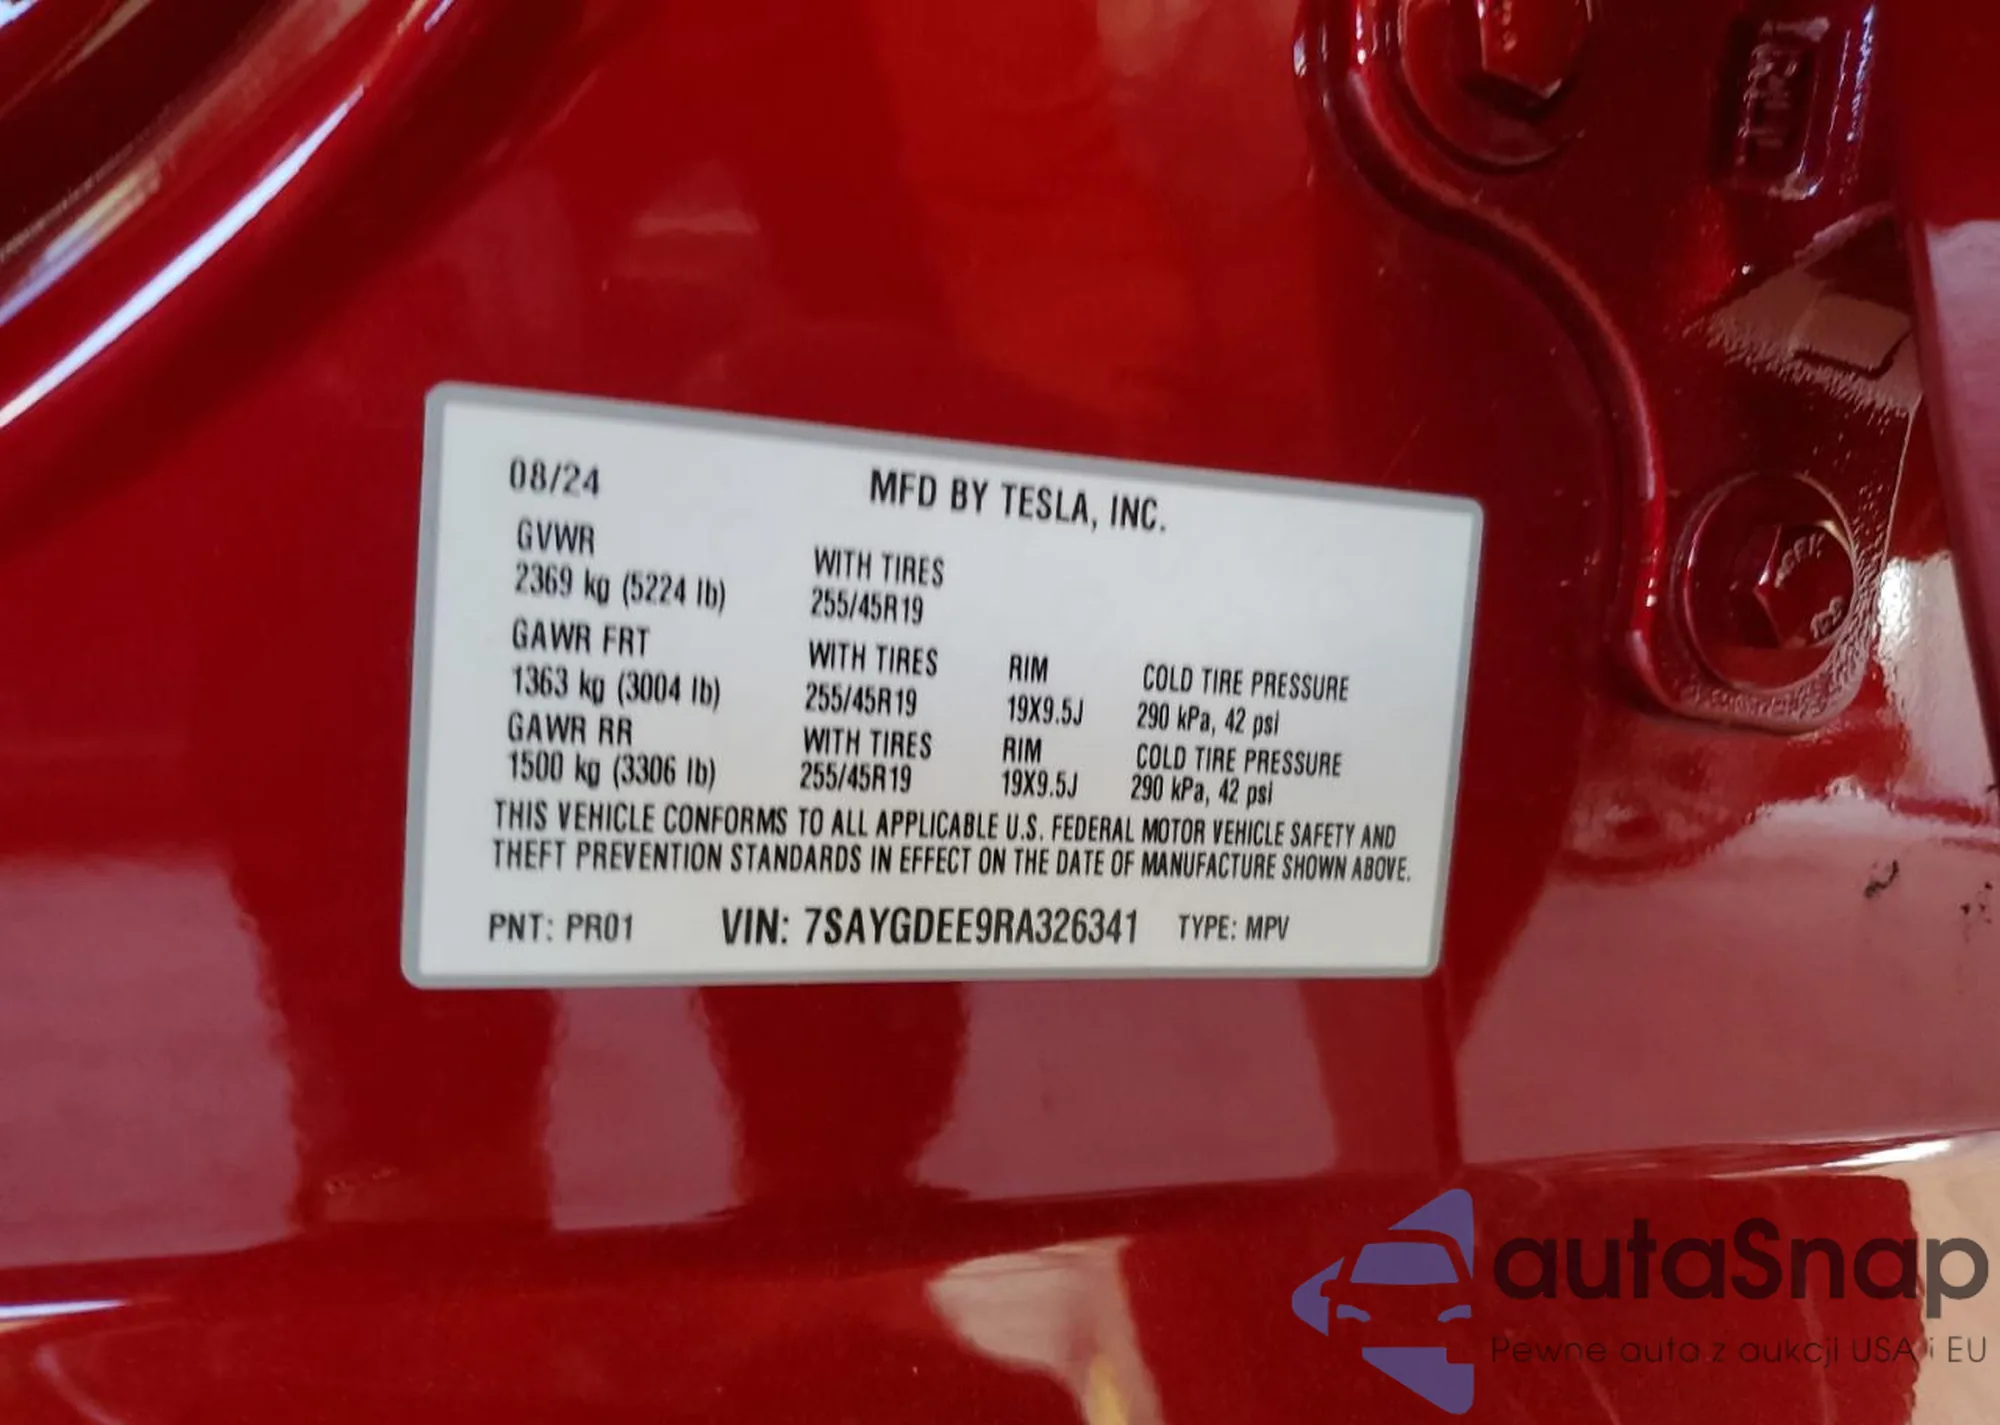 08/24 MFD BY TESLA, INC.
GVWR WITH TIRES
2369 kg (5224 lb) 255/45R19
GAWR FRT WITH TIRES RIM COLD TIRE PRESSURE
1363 kg (3004 lb) 255/45R19 19X9.5J 290 kPa, 42 psi
GAWR RR WITH TIRES RIM COLD TIRE PRESSURE
1500 kg (3306 lb) 255/45R19 19X9.5J 290 kPa, 42 psi
THIS VEHICLE CONFORMS TO ALL APPLICABLE U.S. FEDERAL MOTOR VEHICLE SAFETY AND
THEFT PREVENTION STANDARDS IN EFFECT ON THE DATE OF MANUFACTURE SHOWN ABOVE.
PNT: PR01 VIN: 7SAYGDEE9RA326341 TYPE: MPV
autaSnap
Pewne auta z aukcji USA i EU